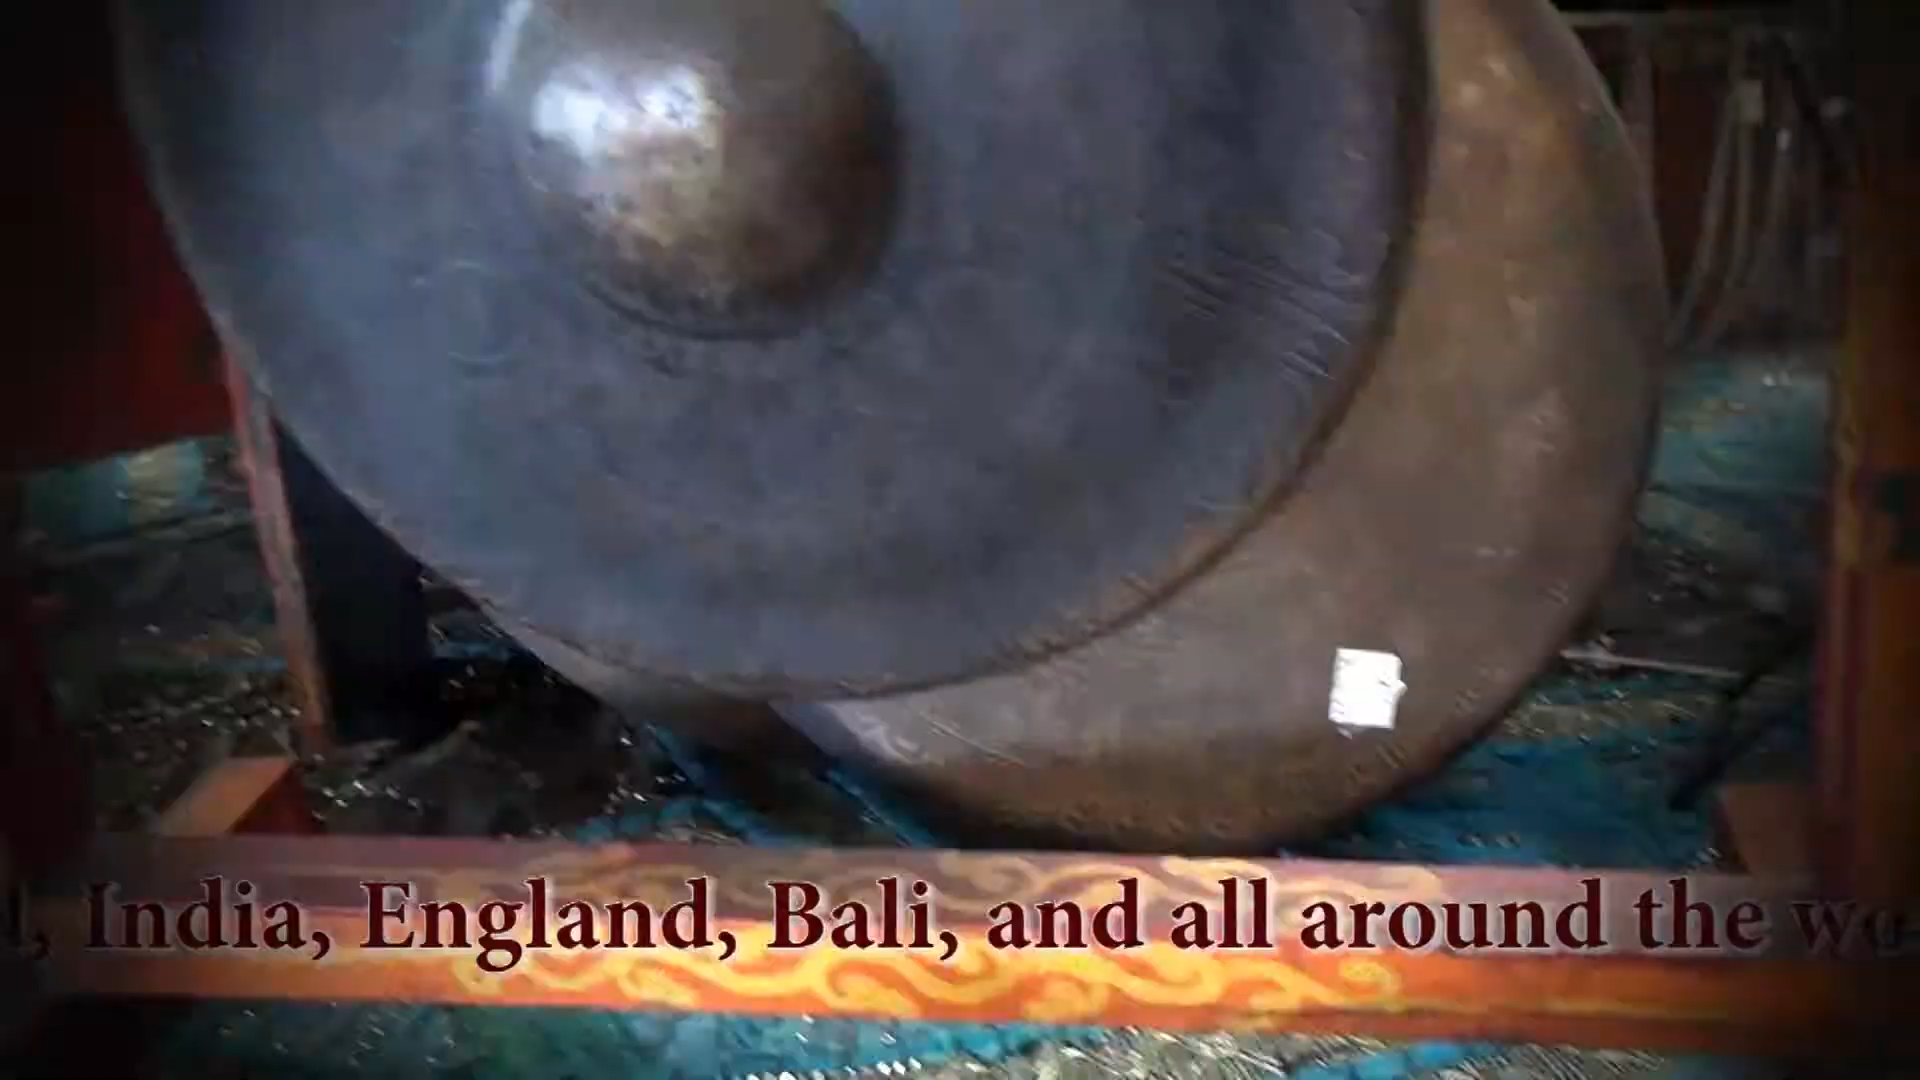 India, England, Bali, and all around the